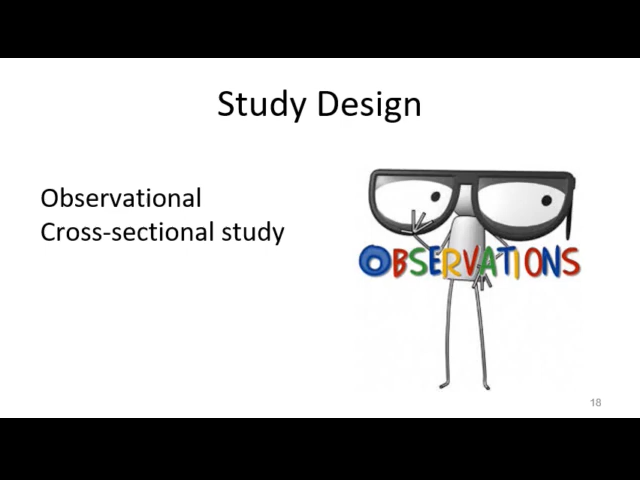 Study Design
Observational
Cross-sectional study
OBSERVATIONS
18